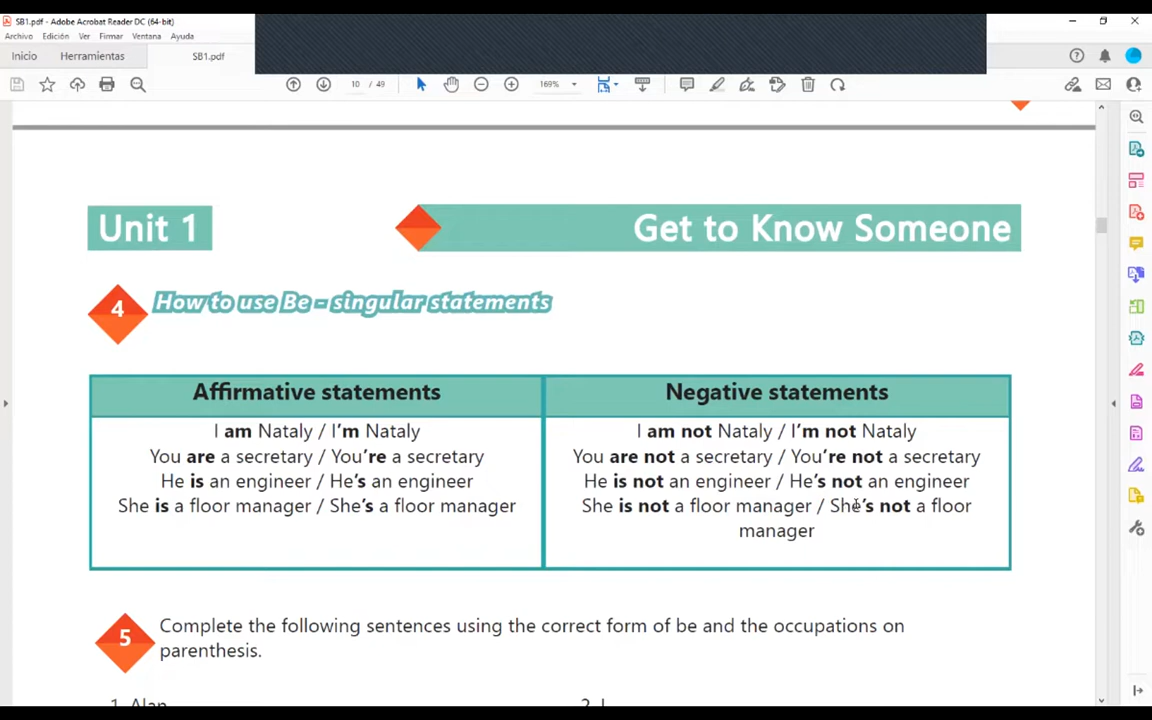 SB1.pdf - Adobe Acrobat Reader DC (64-bit)
Archivo Edición Ver Firmar Ventana Ayuda
Inicio Herramientas SB1.pdf
10 / 49 169%
Unit 1 Get to Know Someone
4 How to use Be - singular statements
Affirmative statements Negative statements
I am Nataly / I'm Nataly I am not Nataly / I'm not Nataly
You are a secretary / You're a secretary You are not a secretary / You're not a secretary
He is an engineer / He's an engineer He is not an engineer / He's not an engineer
She is a floor manager / She's a floor manager She is not a floor manager / She's not a floor
manager
5 Complete the following sentences using the correct form of be and the occupations on
parenthesis.
1. Alan 2. I